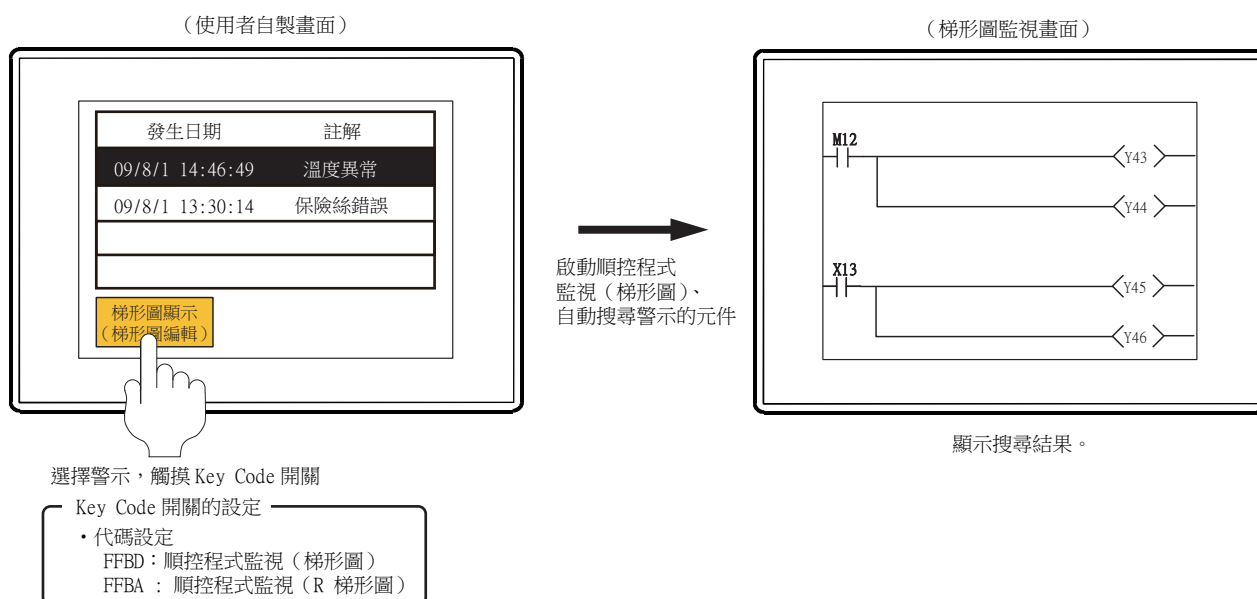 （使用者自製畫面）
發生日期 註解
09/8/1 14:46:49 溫度異常
09/8/1 13:30:14 保險絲錯誤
梯形圖顯示
（梯形圖編輯）
選擇警示，觸摸 Key Code 開關
Key Code 開關的設定
・代碼設定
FFBD：順控程式監視（梯形圖）
FFBA : 順控程式監視（R 梯形圖）
啟動順控程式
監視（梯形圖）、
自動搜尋警示的元件
（梯形圖監視畫面）
M12
Y43
Y44
X13
Y45
Y46
顯示搜尋結果。